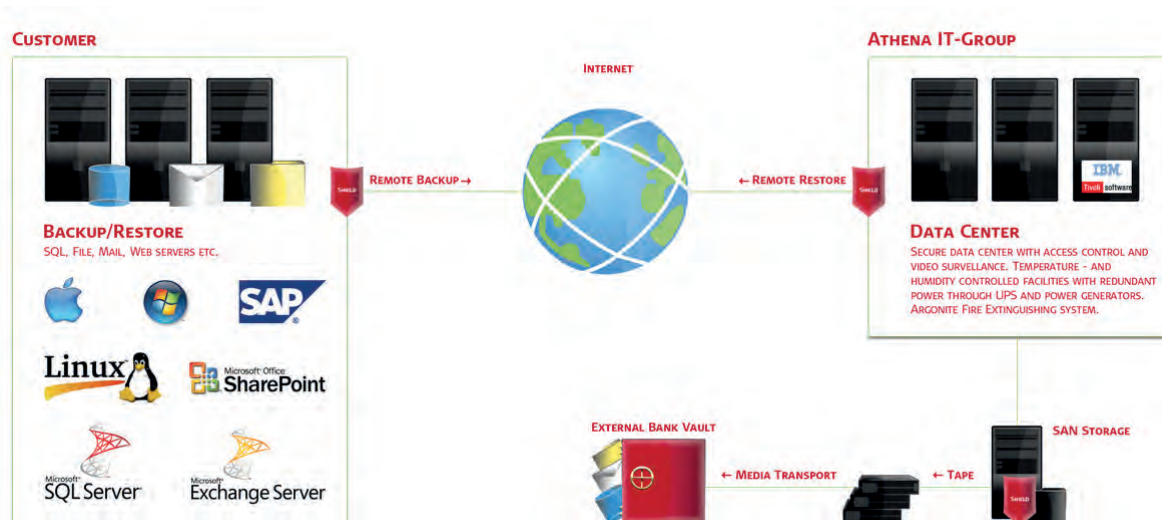 CUSTOMER
ATHENA IT-GROUP
INTERNET
SHIELD
REMOTE BACKUP→
← REMOTE RESTORE
SHIELD
IBM.
Tivoli software
BACKUP/RESTORE
SQL, FILE, MAIL, WEB SERVERS ETC.
DATA CENTER
SECURE DATA CENTER WITH ACCESS CONTROL AND
VIDEO SURVELLANCE. TEMPERATURE - AND
HUMIDITY CONTROLLED FACILITIES WITH REDUNDANT
POWER THROUGH UPS AND POWER GENERATORS.
ARGONITE FIRE EXTINGUISHING SYSTEM.
SAP
Linux
Microsoft Office
SharePoint
Microsoft
SQL Server
Microsoft
Exchange Server
EXTERNAL BANK VAULT
← MEDIA TRANSPORT
← TAPE
SAN STORAGE
SHIELD